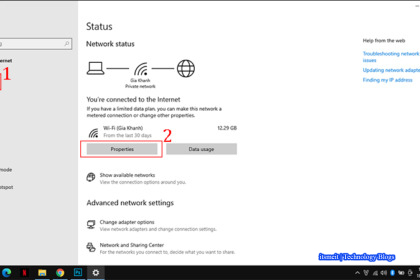 Status
Network status
Gia Khanh
Private network
You're connected to the Internet
If you have a limited data plan, you can make this network a
metered connection or change other properties.
Wi-Fi (Gia Khanh)
From the last 30 days
12.29 GB
Properties
Data usage
Show available networks
View the connection options around you.
Advanced network settings
Change adapter options
View network adapters and change connection settings.
Network and Sharing Center
For the networks you connect to, decide what you want to share.
Help from the web
Troubleshooting network
issues
Updating network adapte
Finding my IP address
ternet
1
2
otspot
itsmeit Technology Blogs